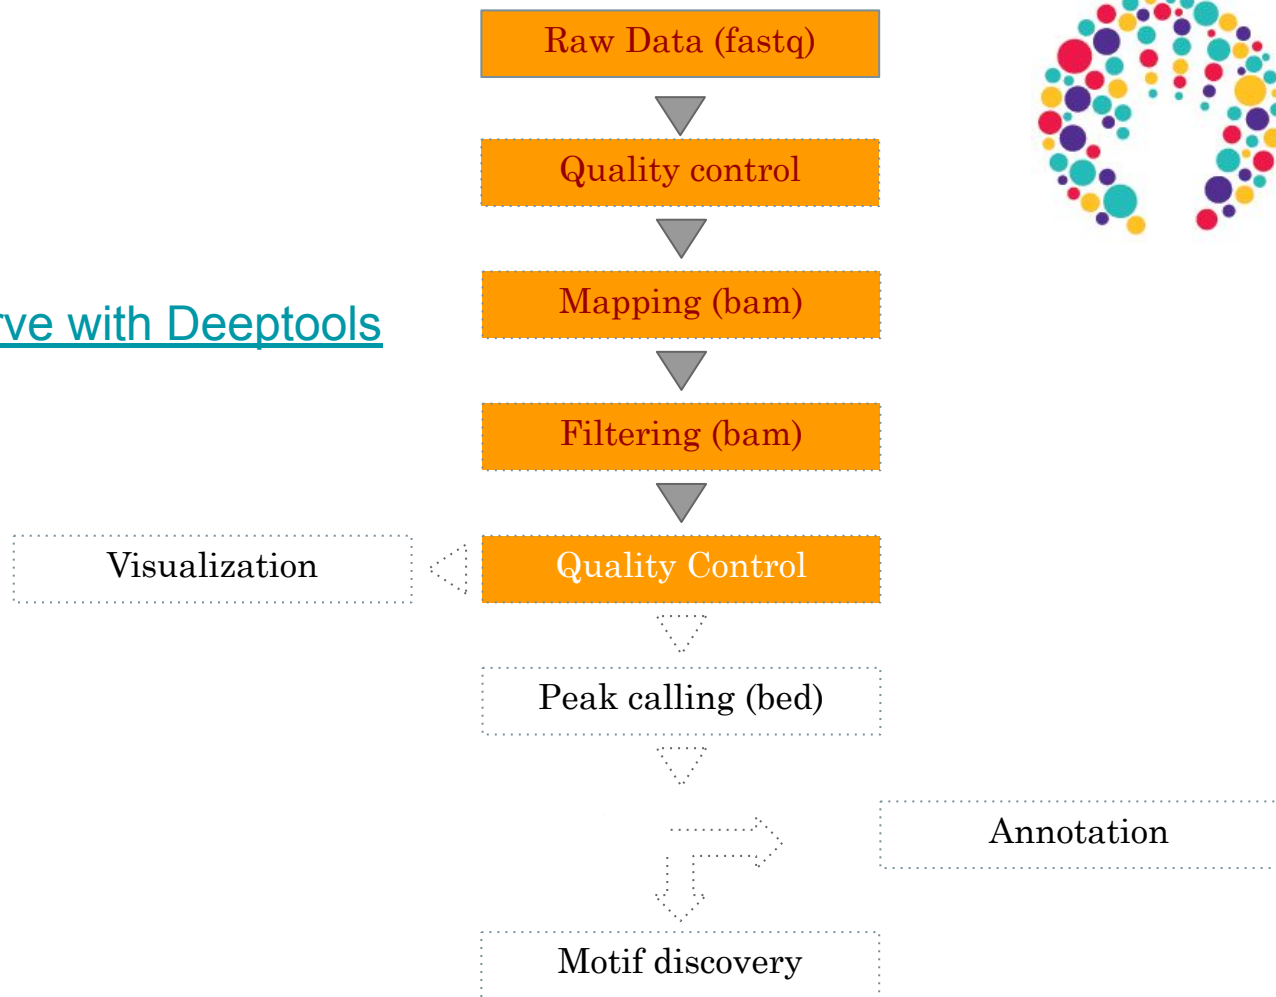 Raw Data (fastq)
Quality control
Mapping (bam)
rve with Deeptools
Filtering (bam)
Visualization
Quality Control
Peak calling (bed)
Annotation
Motif discovery